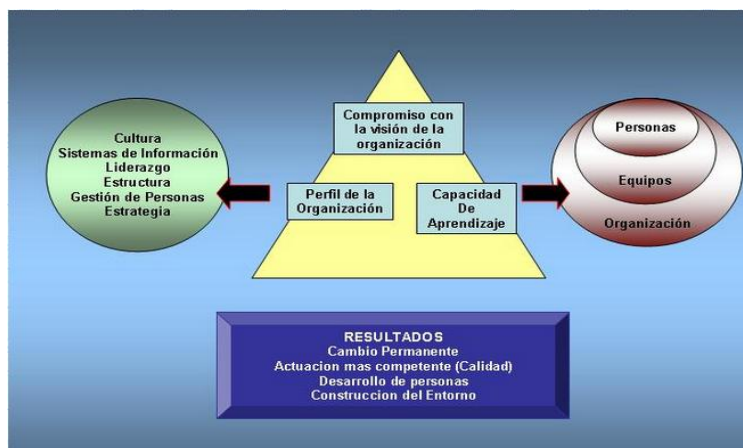 Compromiso con
la visión de la
organización
Cultura
Sistemas de Información
Liderazgo
Estructura
Gestión de Personas
Estrategia
Perfil de la
Organización
Capacidad
De
Aprendizaje
Personas
Equipos
Organización
RESULTADOS
Cambio Permanente
Actuacion mas competente (Calidad)
Desarrollo de personas
Construccion del Entorno